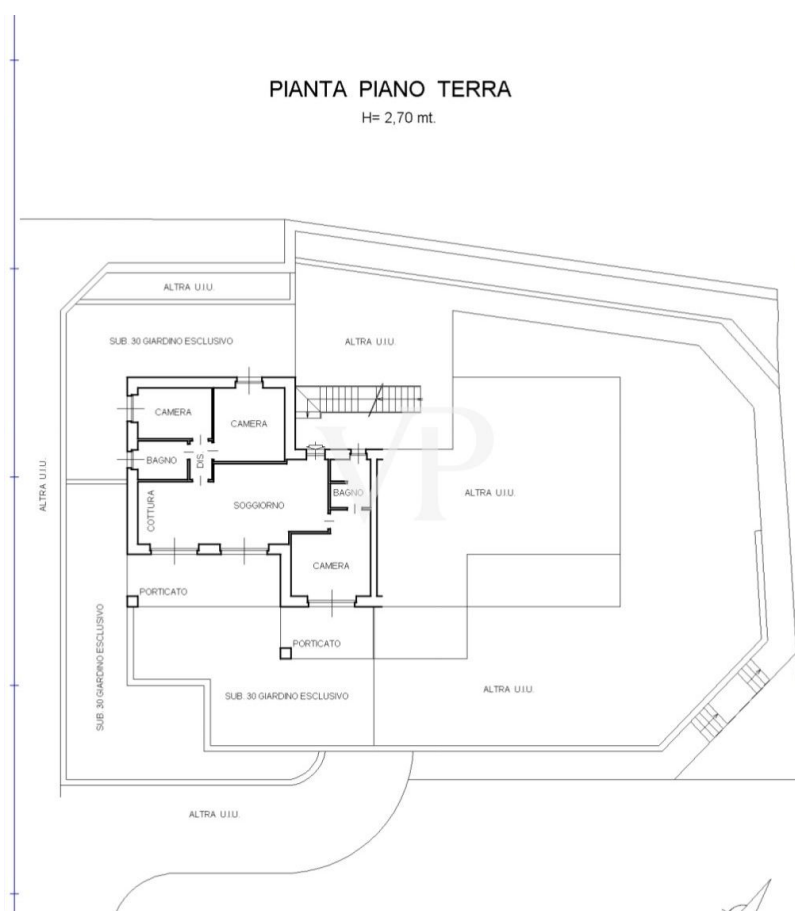 PIANTA PIANO TERRA
H= 2,70 mt.
ALTRA U.I.U.
SUB. 30 GIARDINO ESCLUSIVO
ALTRA U.I.U.
CAMERA
CAMERA
BAGNO
DIS.
ALTRA U.I.U.
COTTURA
SOGGIORNO
BAGNO
ALTRA U.I.U.
VP
CAMERA
PORTICATO
PORTICATO
SUB. 30 GIARDINO ESCLUSIVO
SUB. 30 GIARDINO ESCLUSIVO
ALTRA U.I.U.
ALTRA U.I.U.